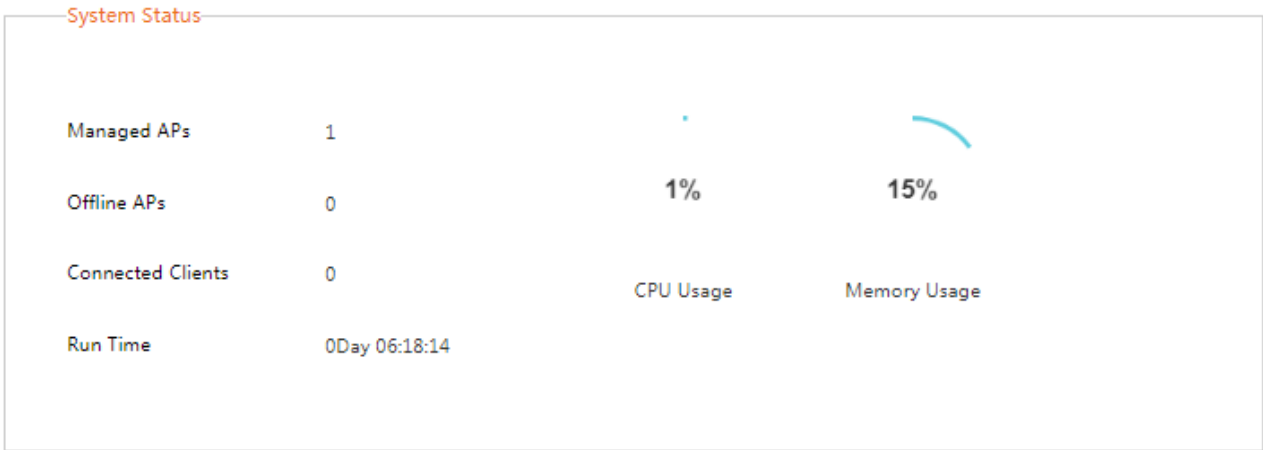 System Status
Managed APs 1
Offline APs 0
Connected Clients 0
Run Time 0Day 06:18:14
1%
CPU Usage
15%
Memory Usage